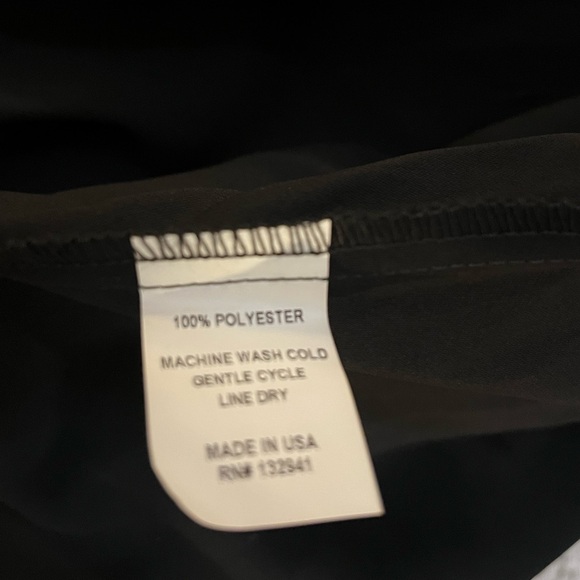 100% POLYESTER
MACHINE WASH COLD
GENTLE CYCLE
LINE DRY
MADE IN USA
RN# 132941